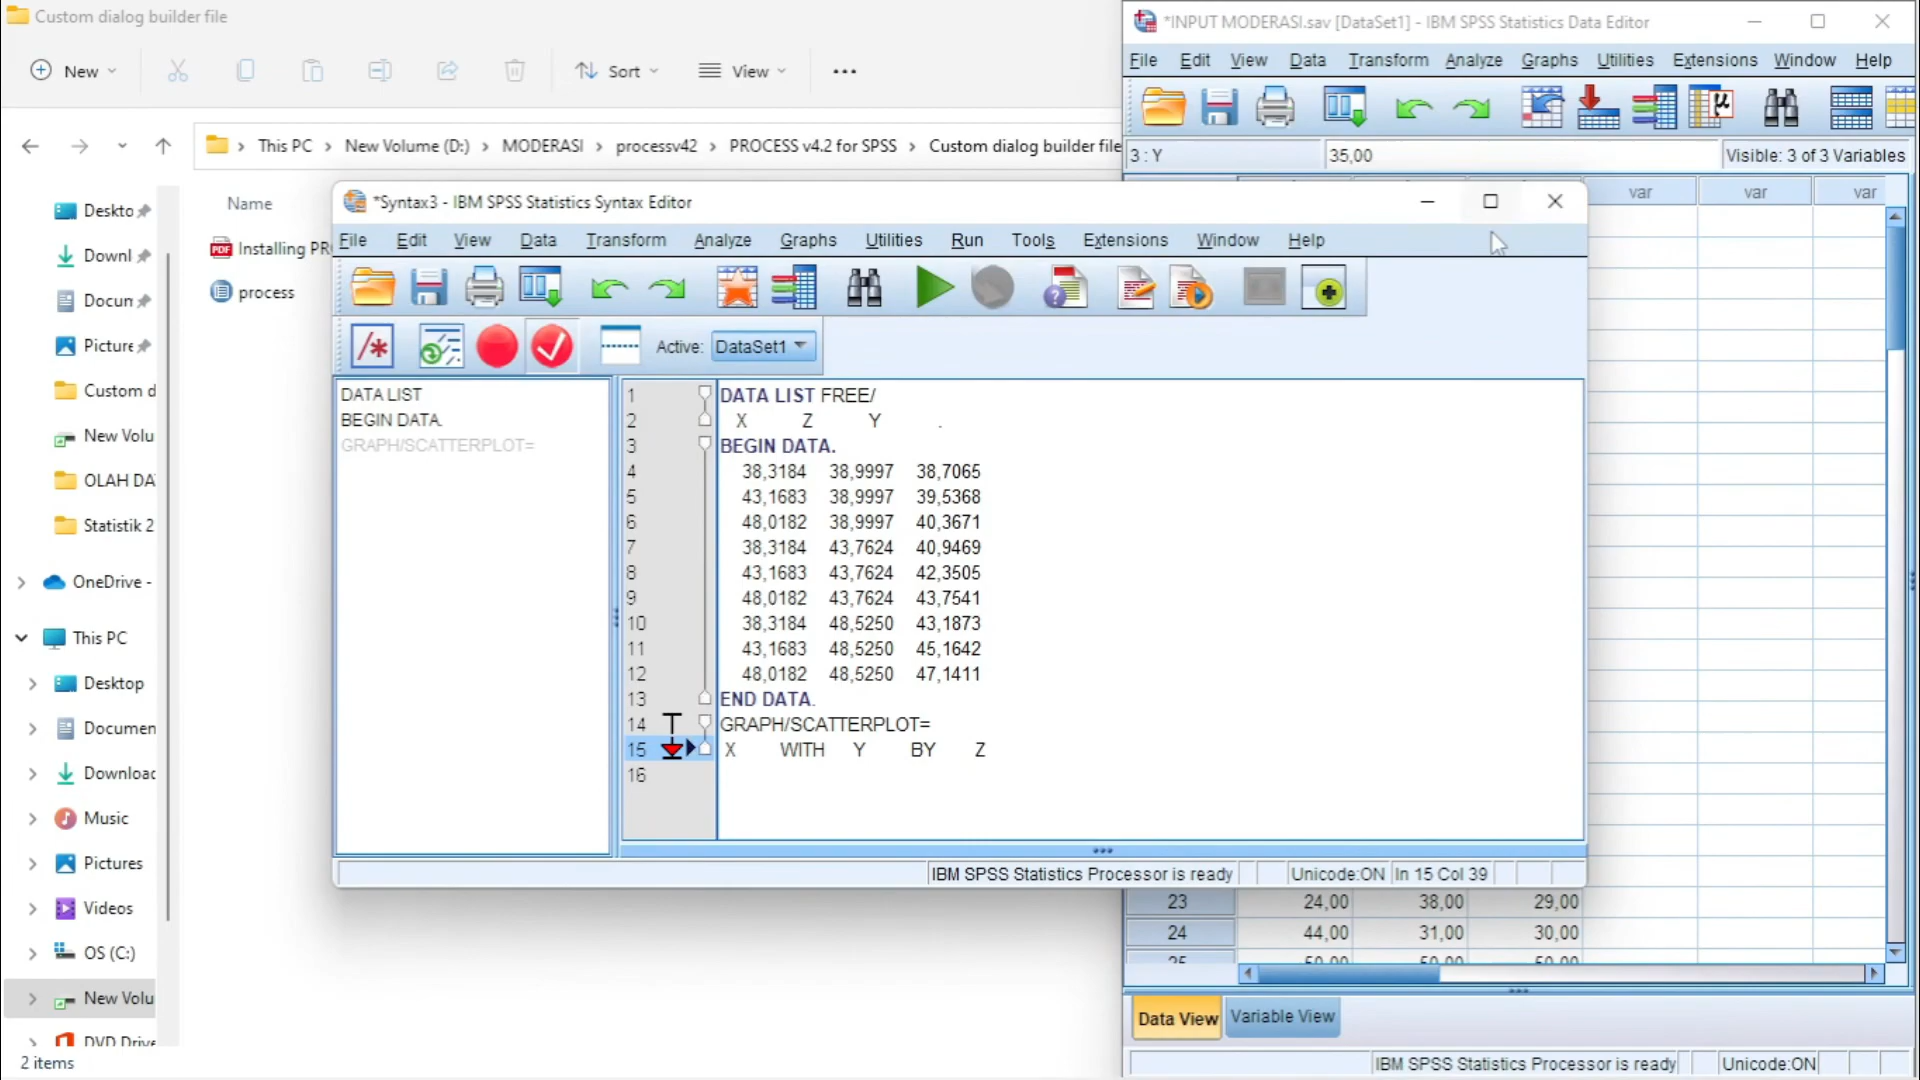 Custom dialog builder file
New
Sort
View
This PC
New Volume (D:)
MODERASI
processv42
PROCESS v4.2 for SPSS
Custom dialog builder file
Name
Installing PR
process
Deskto
Downl
Docun
Picture
Custom d
New Volu
OLAH DA
Statistik 2
OneDrive -
This PC
Desktop
Documen
Downloac
Music
Pictures
Videos
OS (C:)
New Volu
DVD Drive
2 items
*INPUT MODERASI.sav [DataSet1] - IBM SPSS Statistics Data Editor
File Edit View Data Transform Analyze Graphs Utilities Extensions Window Help
3 : Y 35,00 Visible: 3 of 3 Variables
var var var
*Syntax3 - IBM SPSS Statistics Syntax Editor
File Edit View Data Transform Analyze Graphs Utilities Run Tools Extensions Window Help
Active: DataSet1
DATA LIST
BEGIN DATA.
GRAPH/SCATTERPLOT=
1 DATA LIST FREE/
2 X Z Y .
3 BEGIN DATA.
4 38,3184 38,9997 38,7065
5 43,1683 38,9997 39,5368
6 48,0182 38,9997 40,3671
7 38,3184 43,7624 40,9469
8 43,1683 43,7624 42,3505
9 48,0182 43,7624 43,7541
10 38,3184 48,5250 43,1873
11 43,1683 48,5250 45,1642
12 48,0182 48,5250 47,1411
13 END DATA.
14 GRAPH/SCATTERPLOT=
15 X WITH Y BY Z
16
IBM SPSS Statistics Processor is ready Unicode:ON In 15 Col 39
23 24,00 38,00 29,00
24 44,00 31,00 30,00
25 50,00 50,00 50,00
Data View Variable View
IBM SPSS Statistics Processor is ready Unicode:ON